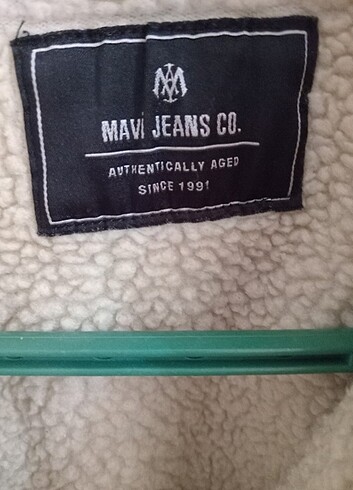 MAVI JEANS CO.
AUTHENTICALLY AGED
SINCE 1991